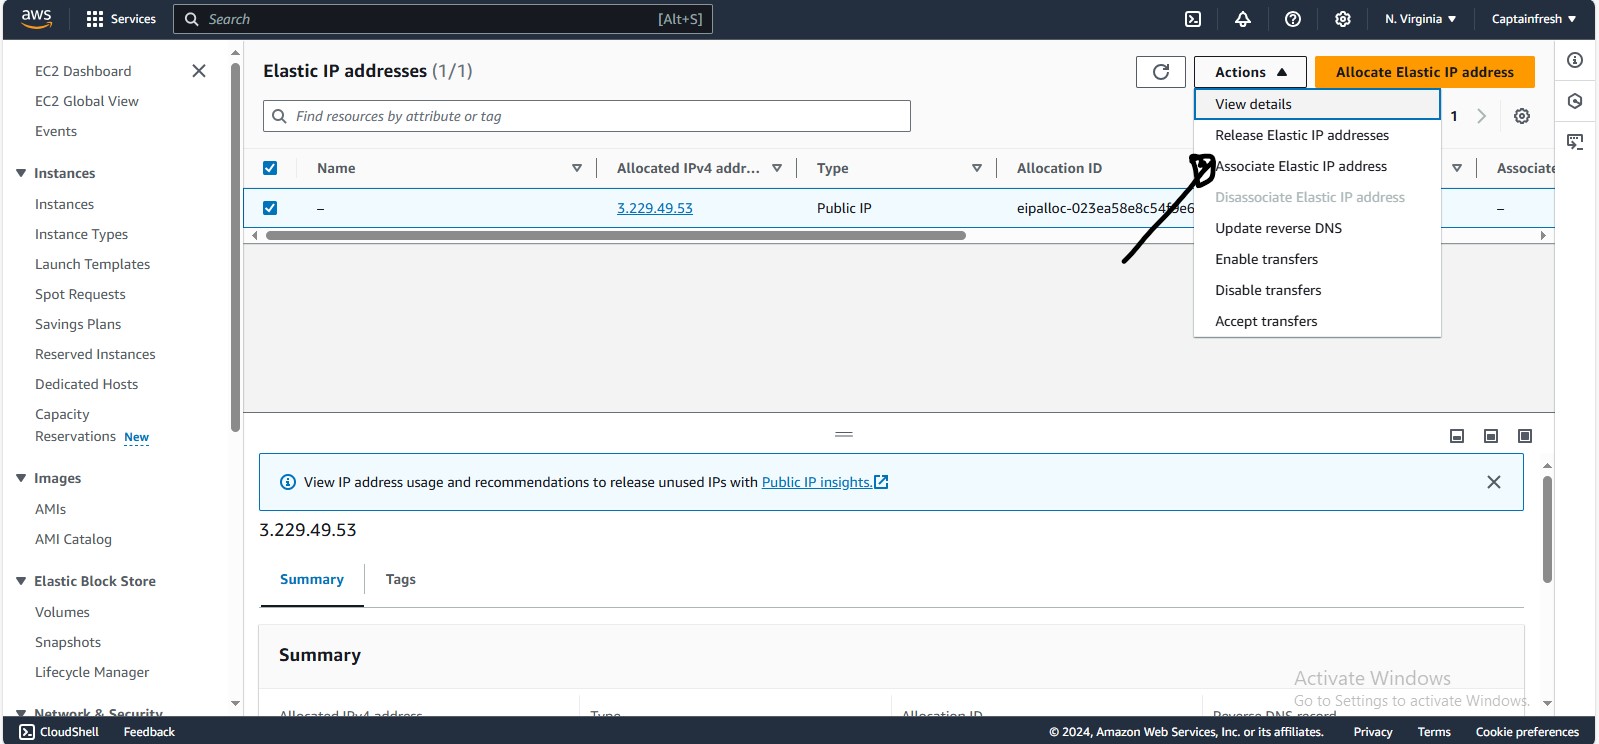 aws
Services
Search
[Alt+S]
N. Virginia
Captainfresh
EC2 Dashboard
EC2 Global View
Events
Instances
Instances
Instance Types
Launch Templates
Spot Requests
Savings Plans
Reserved Instances
Dedicated Hosts
Capacity
Reservations New
Images
AMIs
AMI Catalog
Elastic Block Store
Volumes
Snapshots
Lifecycle Manager
Network & Security
Elastic IP addresses (1/1)
Actions
Allocate Elastic IP address
Find resources by attribute or tag
1
View details
Release Elastic IP addresses
Associate Elastic IP address
Disassociate Elastic IP address
Update reverse DNS
Enable transfers
Disable transfers
Accept transfers
Name
Allocated IPv4 addr...
Type
Allocation ID
Associate
–
3.229.49.53
Public IP
–
View IP address usage and recommendations to release unused IPs with Public IP insights.
3.229.49.53
Summary
Tags
Summary
Allocated IPv4 address
Type
Allocation ID
Reverse DNS record
Activate Windows
Go to Settings to activate Windows.
CloudShell
Feedback
© 2024, Amazon Web Services, Inc. or its affiliates.
Privacy
Terms
Cookie preferences